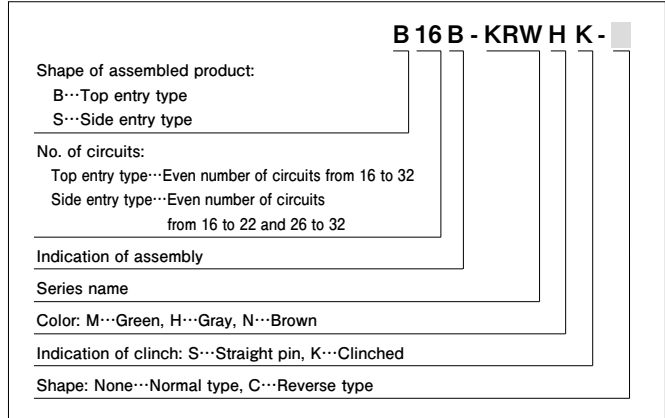 B 16 B - KRW H K -
Shape of assembled product:
B⋯Top entry type
S⋯Side entry type
No. of circuits:
Top entry type⋯Even number of circuits from 16 to 32
Side entry type⋯Even number of circuits
from 16 to 22 and 26 to 32
Indication of assembly
Series name
Color: M⋯Green, H⋯Gray, N⋯Brown
Indication of clinch: S⋯Straight pin, K⋯Clinched
Shape: None⋯Normal type, C⋯Reverse type